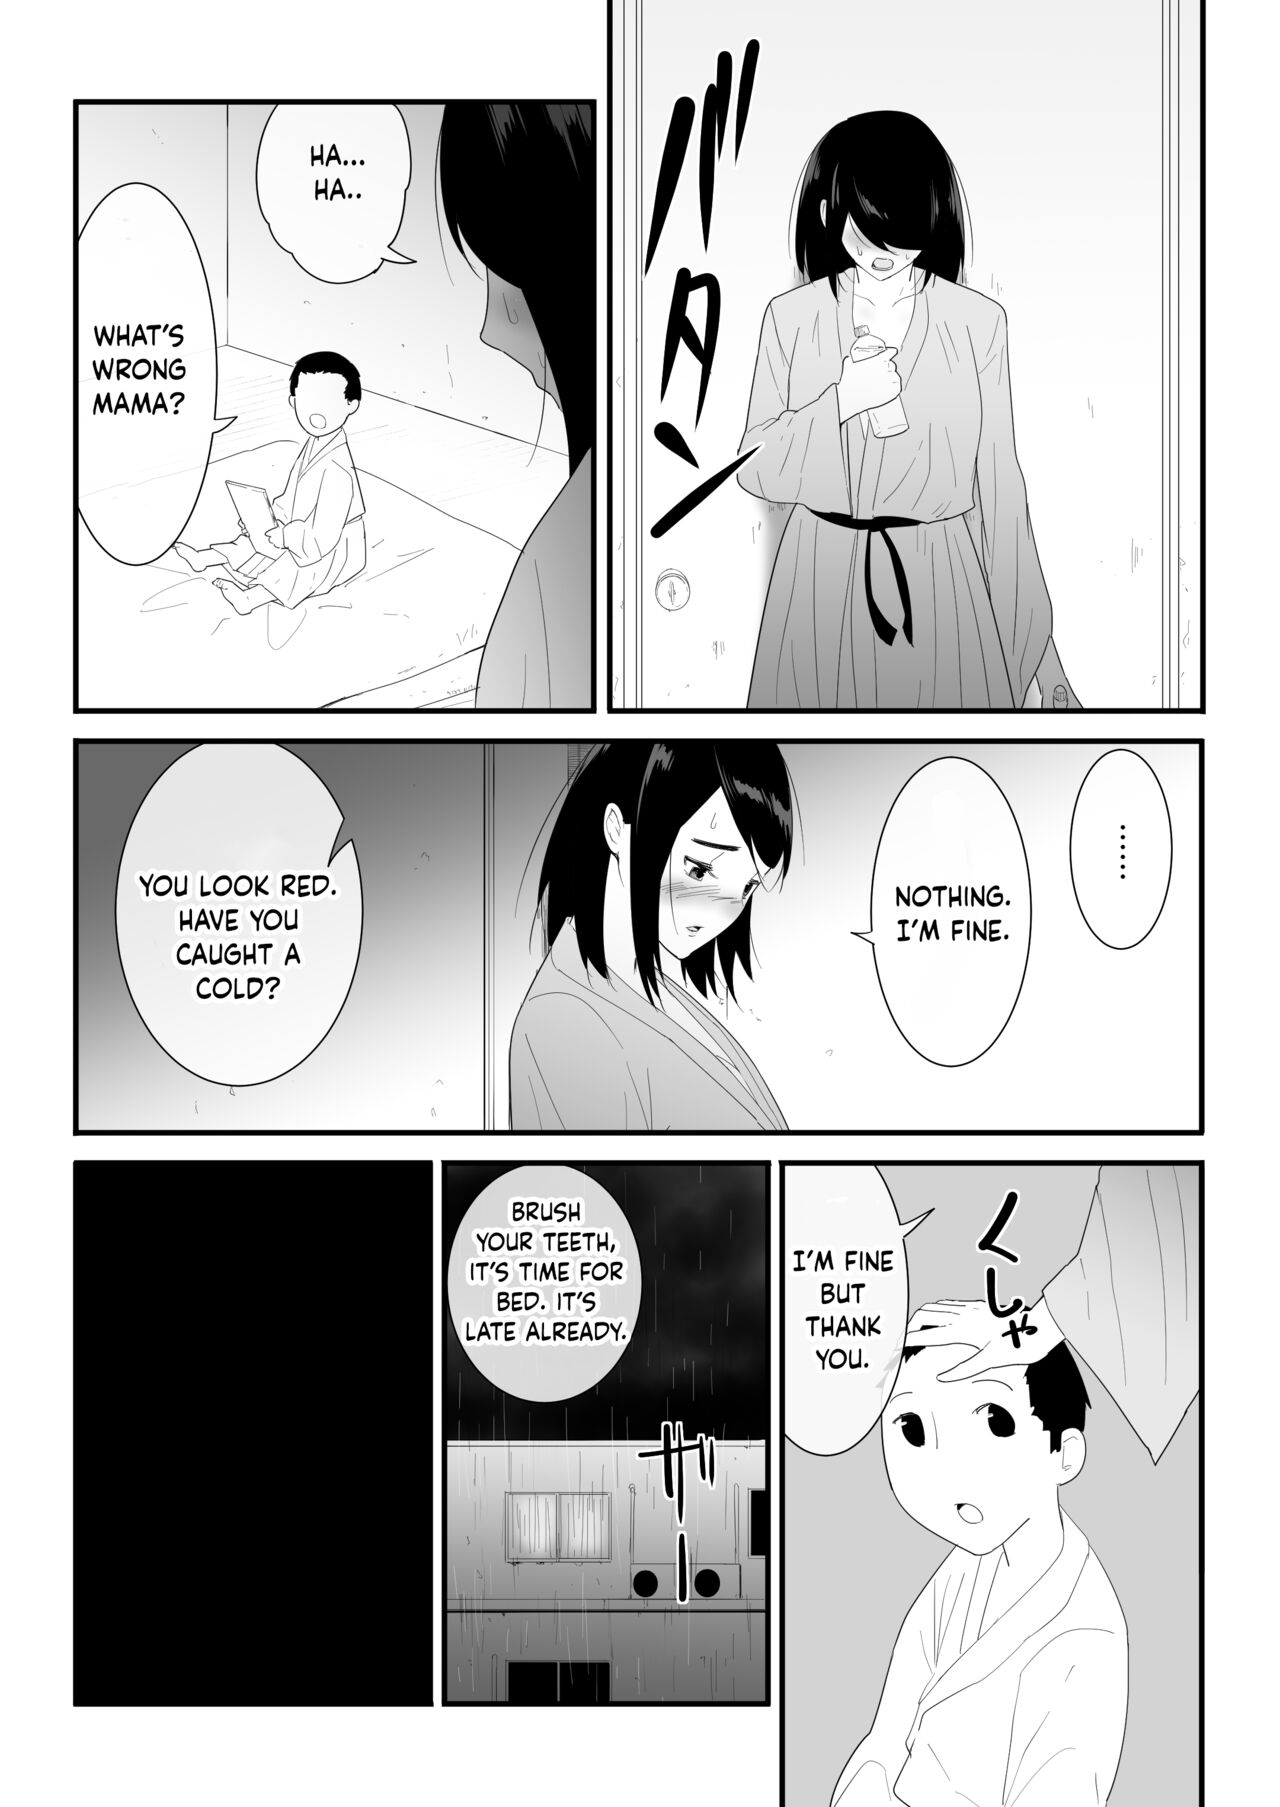 バタン
HA...
HA..
WHAT'S
WRONG
MAMA?
......
NOTHING.
I'M FINE.
YOU LOOK RED.
HAVE YOU
CAUGHT A
COLD?
くしゃ
I'M FINE
BUT
THANK
YOU.
BRUSH
YOUR TEETH,
IT'S TIME FOR
BED. IT'S
LATE ALREADY.
ザー